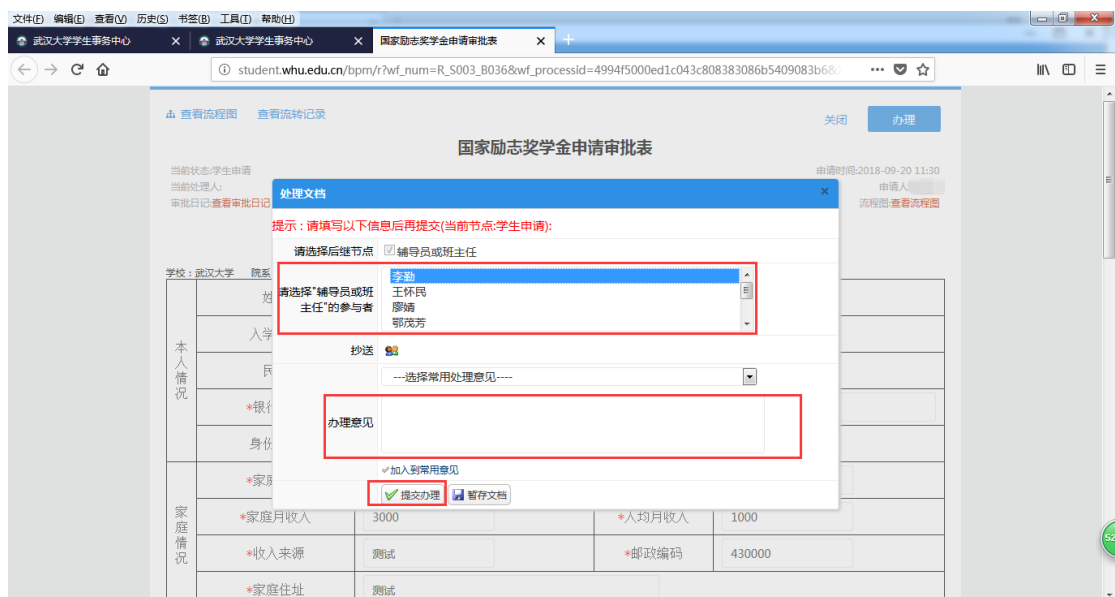 文件(F) 编辑(E) 查看(V) 历史(S) 书签(B) 工具(T) 帮助(H)
武汉大学学生事务中心 武汉大学学生事务中心 国家励志奖学金申请审批表
student.whu.edu.cn/bpm/r?wf_num=R_S003_B036&wf_processid=4994f5000ed1c043c808383086b5409083b68
查看流程图 查看流转记录 关闭 办理
国家励志奖学金申请审批表
当前状态:学生申请 申请时间:2018-09-20 11:30
当前处理人: 申请人
审批日记:查看审批日记 流程图:查看流程图
处理文档
提示：请填写以下信息后再提交(当前节点:学生申请):
请选择后继节点 辅导员或班主任
学校：武汉大学 院系
请选择"辅导员或班
主任"的参与者
李勤
王怀民
廖婧
鄂茂芳
姓
入学
本人情况
抄送
民
---选择常用处理意见----
*银行
办理意见
身份
加入到常用意见
*家庭
提交办理 暂存文档
家庭情况
*家庭月收入 3000 *人均月收入 1000
*收入来源 测试 *邮政编码 430000
*家庭住址 测试
52